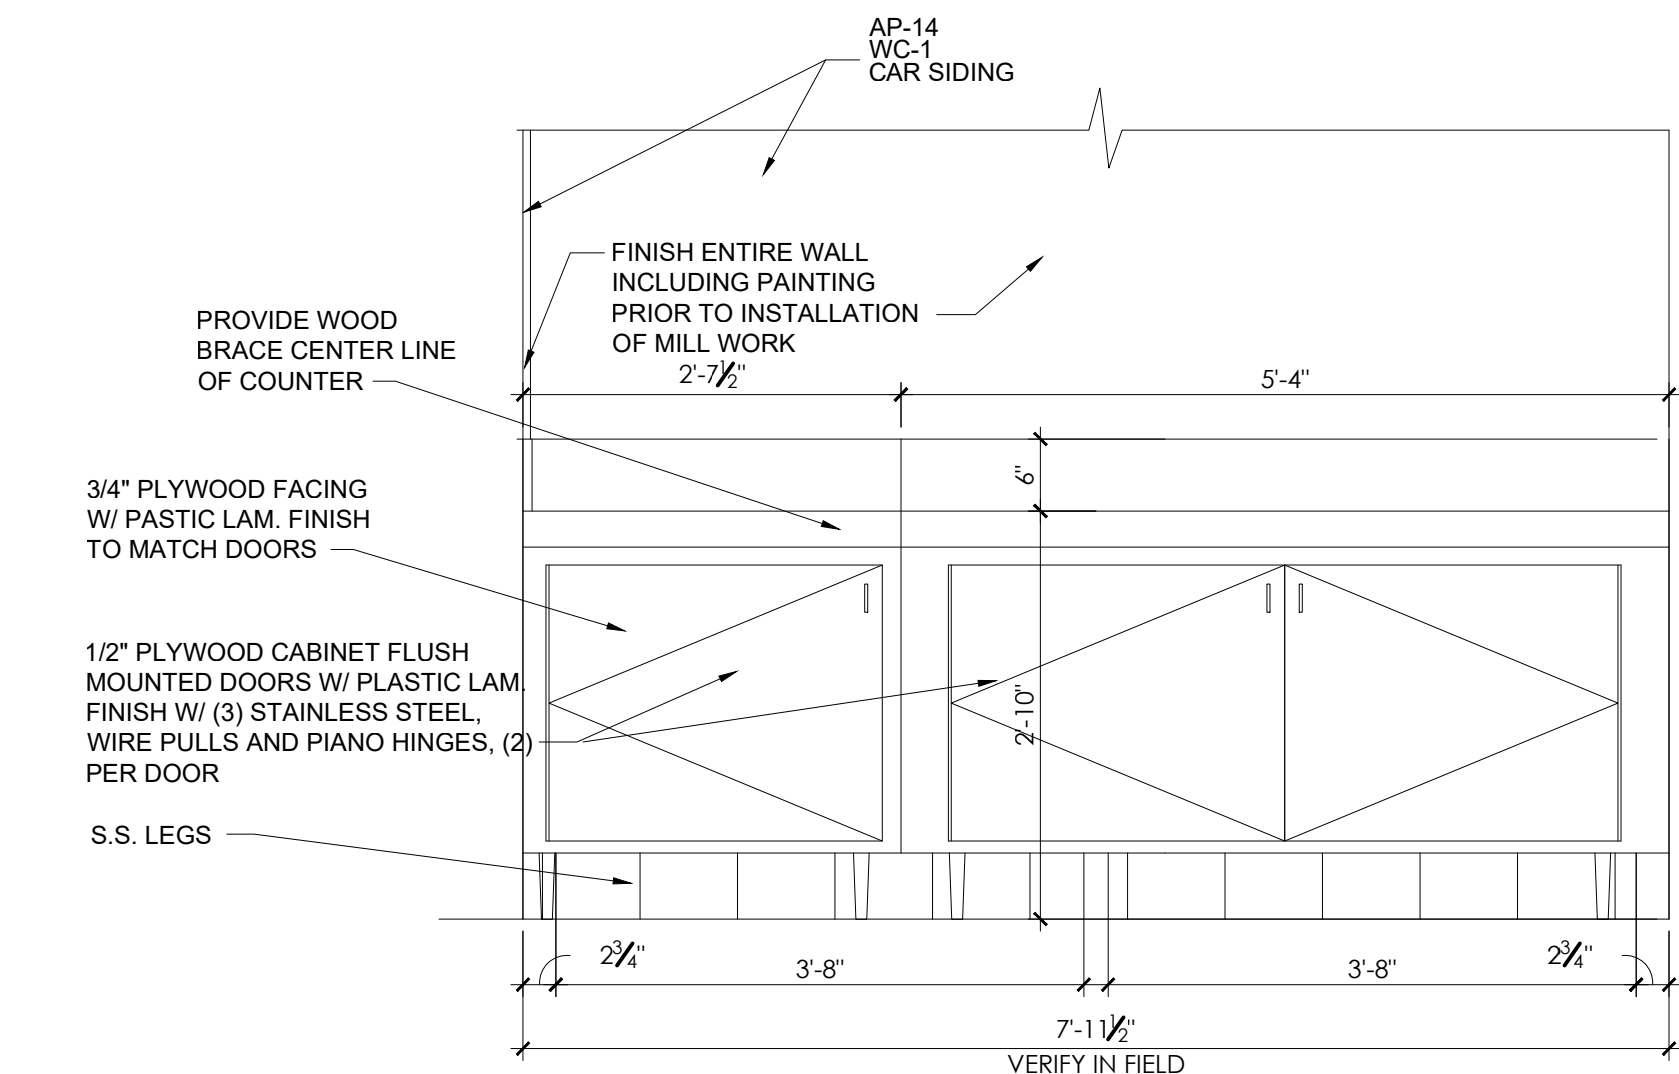 AP-14
WC-1
CAR SIDING
FINISH ENTIRE WALL
INCLUDING PAINTING
PRIOR TO INSTALLATION
OF MILL WORK
PROVIDE WOOD
BRACE CENTER LINE
OF COUNTER
2'-7½"
5'-4"
6"
3/4" PLYWOOD FACING
W/ PASTIC LAM. FINISH
TO MATCH DOORS
1/2" PLYWOOD CABINET FLUSH
MOUNTED DOORS W/ PLASTIC LAM.
FINISH W/ (3) STAINLESS STEEL,
WIRE PULLS AND PIANO HINGES, (2)
PER DOOR
2'-10"
S.S. LEGS
2¾"
3'-8"
3'-8"
2¾"
7'-11½"
VERIFY IN FIELD